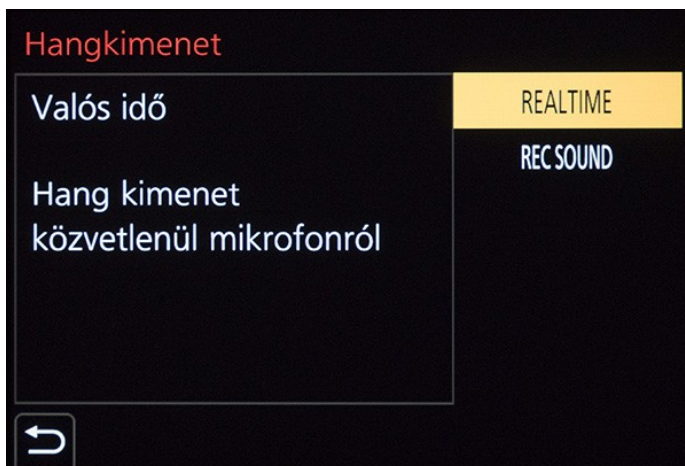 Hangkimenet
Valós idő
REALTIME
REC SOUND
Hang kimenet
közvetlenül mikrofonról